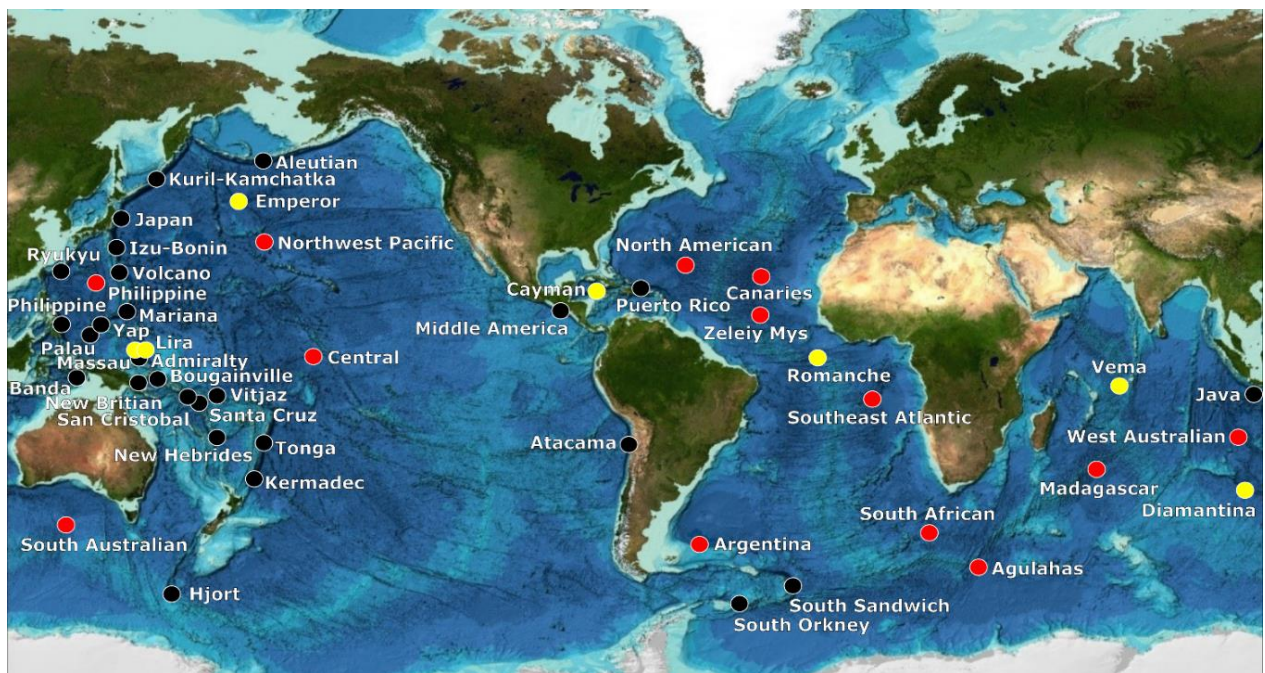 Aleutian
Kuril-Kamchatka
Emperor
Japan
Northwest Pacific
North American
Izu-Bonin
Ryukyu
Volcano
Cayman
Canaries
Philippine
Puerto Rico
Philippine
Mariana
Middle America
Zeleiy Mys
Yap
Lira
Palau
Central
Massau
Admiralty
Vema
Romanche
Bougainville
Banda
Vitjaz
Java
New Britian
Santa Cruz
San Cristobal
Southeast Atlantic
West Australian
Atacama
Tonga
New Hebrides
Kermadec
Madagascar
Diamantina
South African
South Australian
Argentina
Agulahas
Hjort
South Sandwich
South Orkney